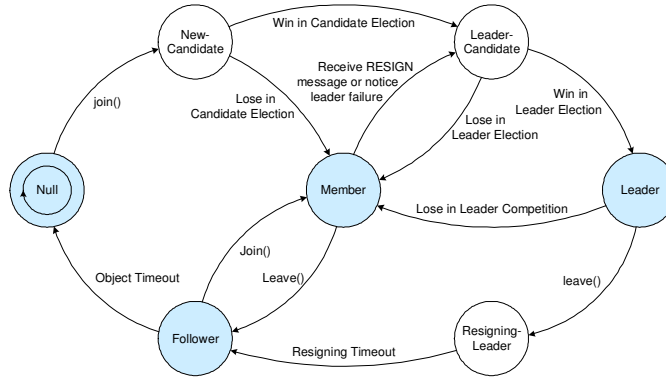 New-
Candidate
Win in Candidate Election
Leader-
Candidate
Receive RESIGN
message or notice
leader failure
join()
Lose in
Candidate Election
Lose in
Leader Election
Win in
Leader Election
Null
Member
Leader
Lose in Leader Competition
Join()
Leave()
Object Timeout
leave()
Follower
Resigning Timeout
Resigning-
Leader